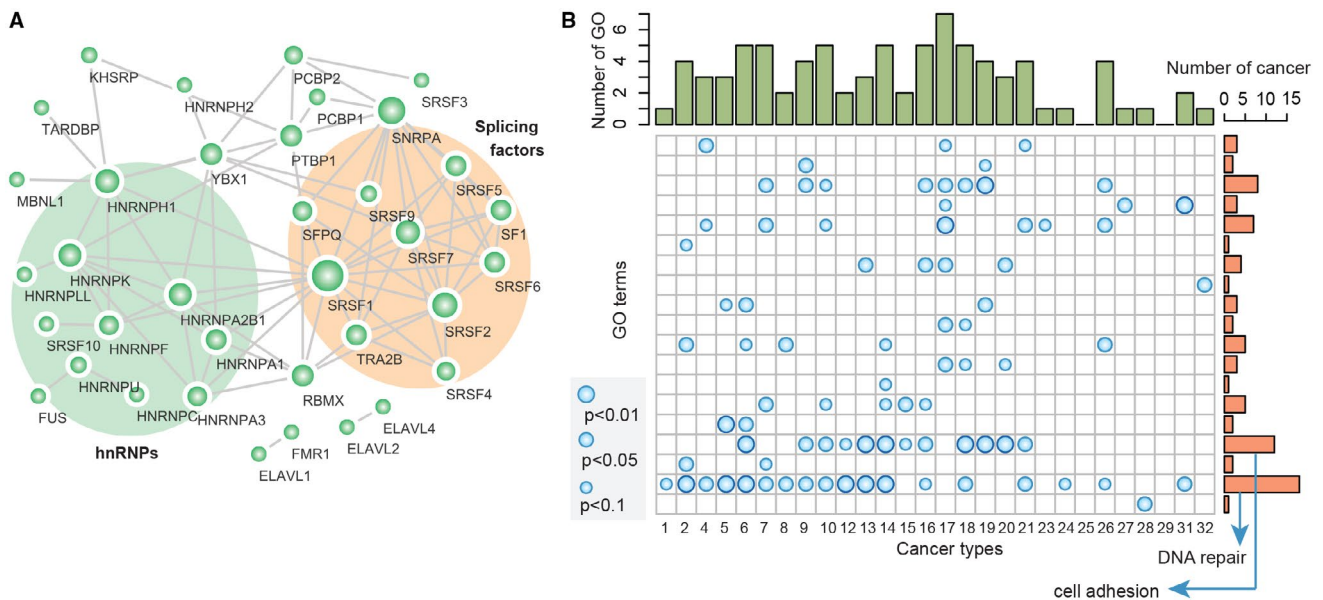 A
KHSRP
HNRNPH2
PCBP2
SRSF3
TARDBP
PCBP1
SNRPA
Splicing
factors
PTBP1
YBX1
MBNL1
HNRNPH1
SRSF5
SRSF9
SFPQ
SF1
SRSF7
HNRNPK
HNRNPLL
SRSF6
SRSF1
HNRNPA2B1
SRSF2
SRSF10
HNRNPF
HNRNPA1
TRA2B
HNRNPU
SRSF4
RBMX
FUS
HNRNPC
HNRNPA3
ELAVL4
ELAVL2
hnRNPs
FMR1
ELAVL1
B
Number of GO
0 2 4 6
Number of cancer
0 5 10 15
GO terms
p<0.01
p<0.05
p<0.1
1 2 4 5 6 7 8 9 10 12 13 14 15 16 17 18 19 20 21 23 24 25 26 27 28 29 31 32
Cancer types
DNA repair
cell adhesion